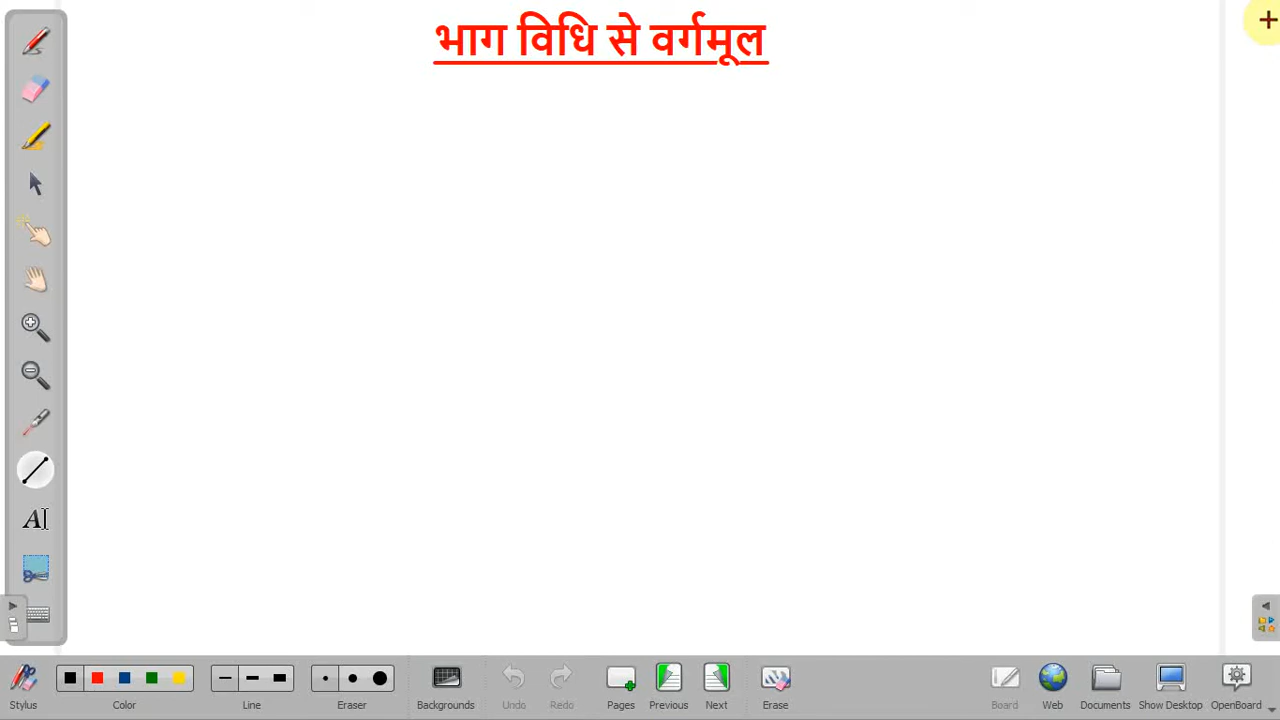 भाग विधि से वर्गमूल
AI
Stylus
Color
Line
Eraser
Backgrounds
Undo
Redo
Pages
Previous
Next
Erase
Board
Web
Documents
Show Desktop
OpenBoard